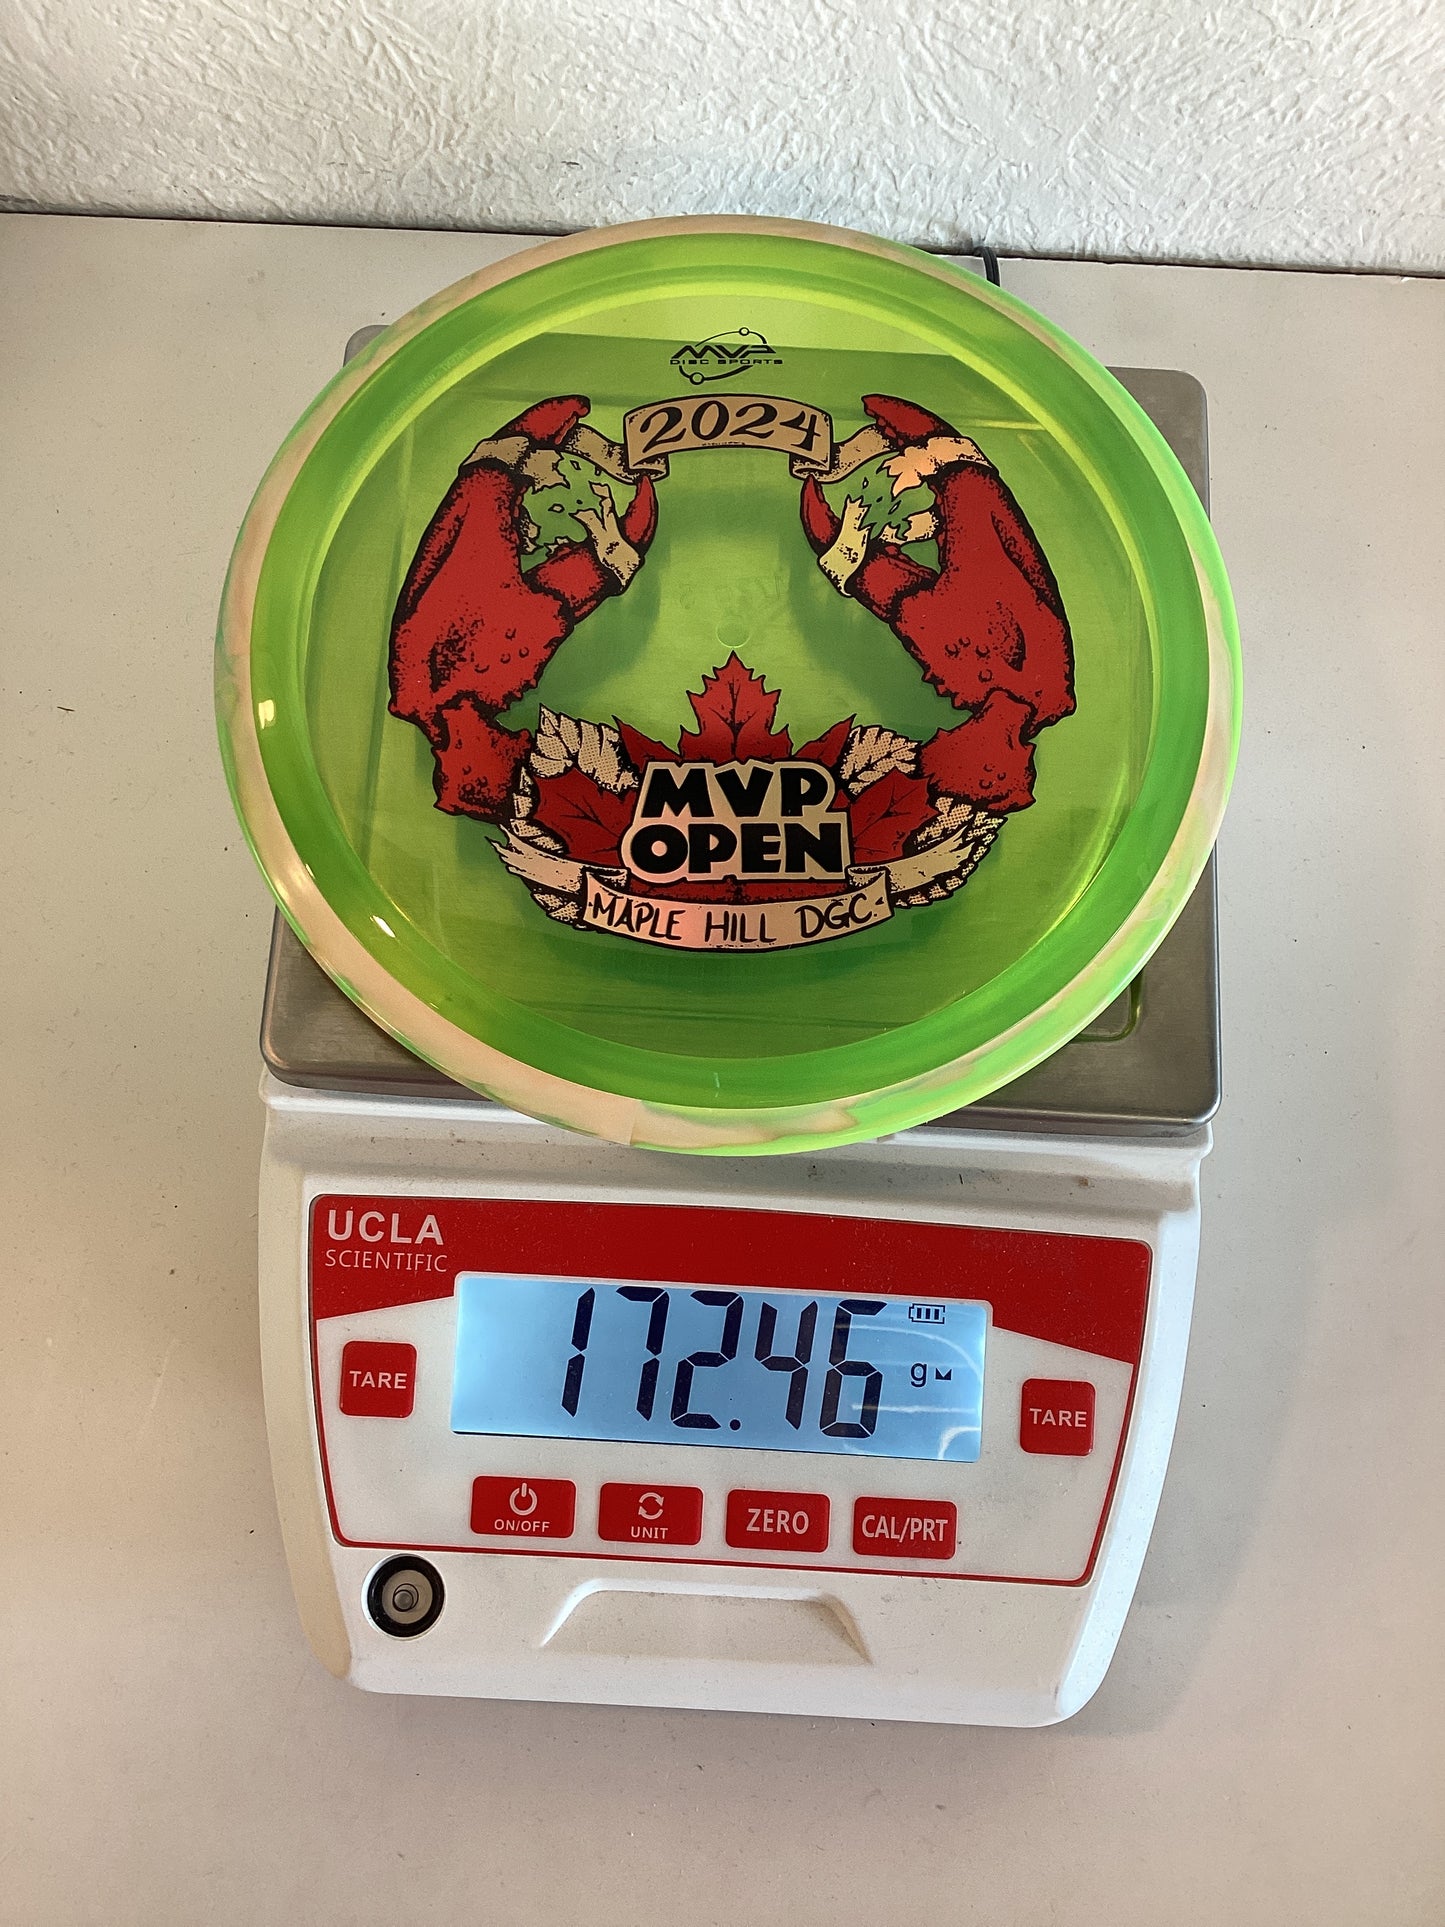 MVP
DISC SPORTS
2024
MVP
OPEN
MAPLE HILL DGC
UCLA
SCIENTIFIC
172.46
g
TARE
TARE
ON/OFF
UNIT
ZERO
CAL/PRT